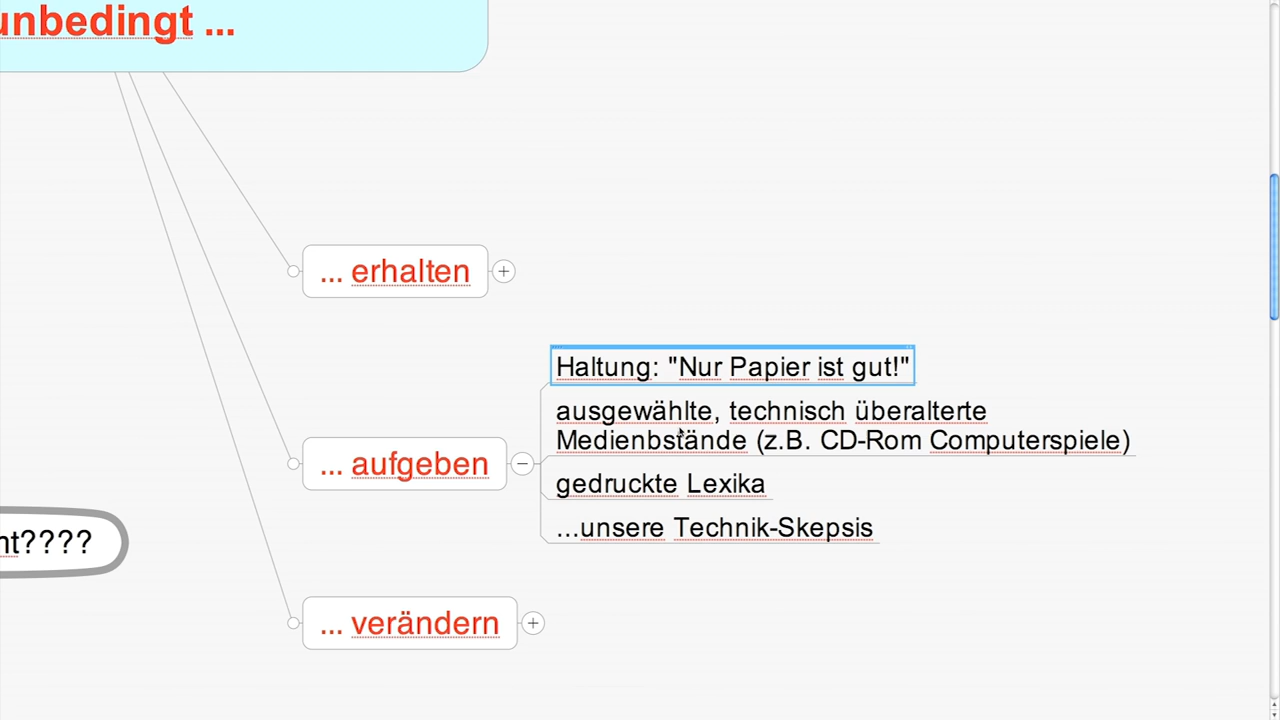 unbedingt ...
... erhalten
Haltung: "Nur Papier ist gut!"
ausgewählte, technisch überalterte
Medienbstände (z.B. CD-Rom Computerspiele)
... aufgeben
gedruckte Lexika
...unsere Technik-Skepsis
nt????
... verändern